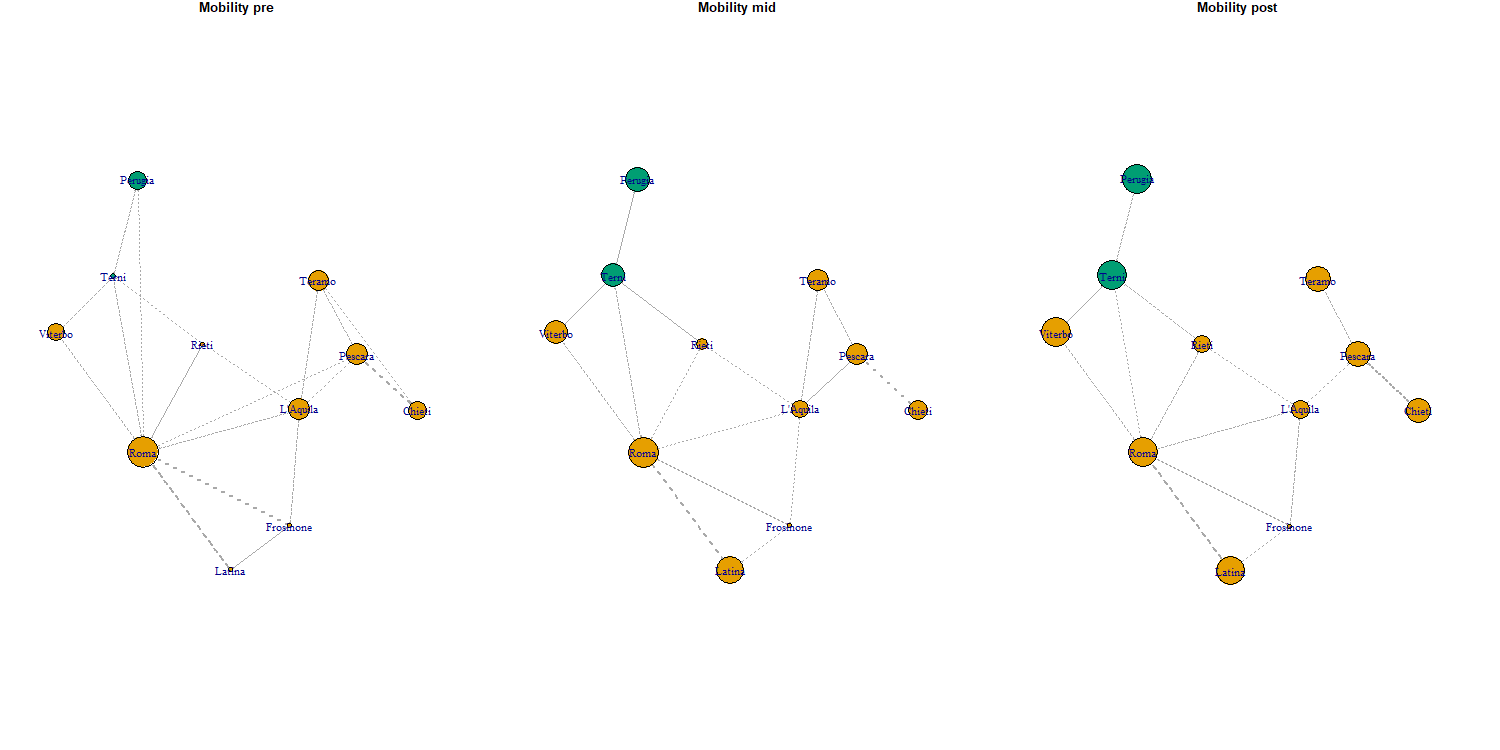 Mobility pre
Mobility mid
Mobility post
Perugia
Terni
Teramo
Viterbo
Rieti
Pescara
L'Aquila
Chieti
Roma
Frosinone
Latina
Perugia
Terni
Teramo
Viterbo
Rieti
Pescara
L'Aquila
Chieti
Roma
Frosinone
Latina
Perugia
Terni
Teramo
Viterbo
Rieti
Pescara
L'Aquila
Chieti
Roma
Frosinone
Latina